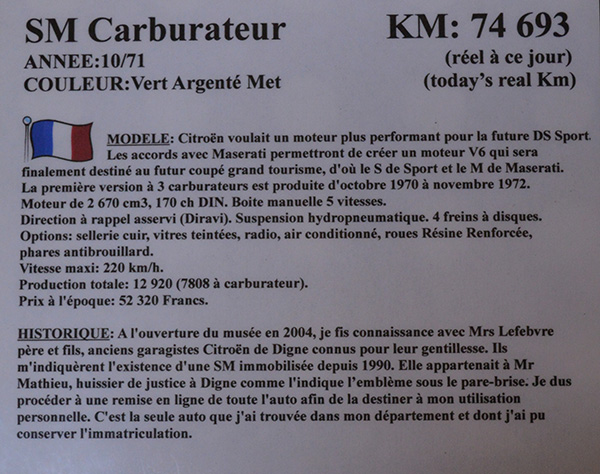 SM Carburateur KM: 74 693
ANNEE:10/71 (réel à ce jour)
COULEUR:Vert Argenté Met (today's real Km)
MODELE: Citroën voulait un moteur plus performant pour la future DS Sport.
Les accords avec Maserati permettront de créer un moteur V6 qui sera
finalement destiné au futur coupé grand tourisme, d'où le S de Sport et le M de Maserati.
La première version à 3 carburateurs est produite d'octobre 1970 à novembre 1972.
Moteur de 2 670 cm3, 170 ch DIN. Boite manuelle 5 vitesses.
Direction à rappel asservi (Diravi). Suspension hydropneumatique. 4 freins à disques.
Options: sellerie cuir, vitres teintées, radio, air conditionné, roues Résine Renforcée,
phares antibrouillard.
Vitesse maxi: 220 km/h.
Production totale: 12 920 (7808 à carburateur).
Prix à l'époque: 52 320 Francs.
HISTORIQUE: A l'ouverture du musée en 2004, je fis connaissance avec Mrs Lefebvre
père et fils, anciens garagistes Citroën de Digne connus pour leur gentillesse. Ils
m'indiquèrent l'existence d'une SM immobilisée depuis 1990. Elle appartenait à Mr
Mathieu, huissier de justice à Digne comme l'indique l'emblème sous le pare-brise. Je dus
procéder à une remise en ligne de toute l'auto afin de la destiner à mon utilisation
personnelle. C'est la seule auto que j'ai trouvée dans mon département et dont j'ai pu
conserver l'immatriculation.